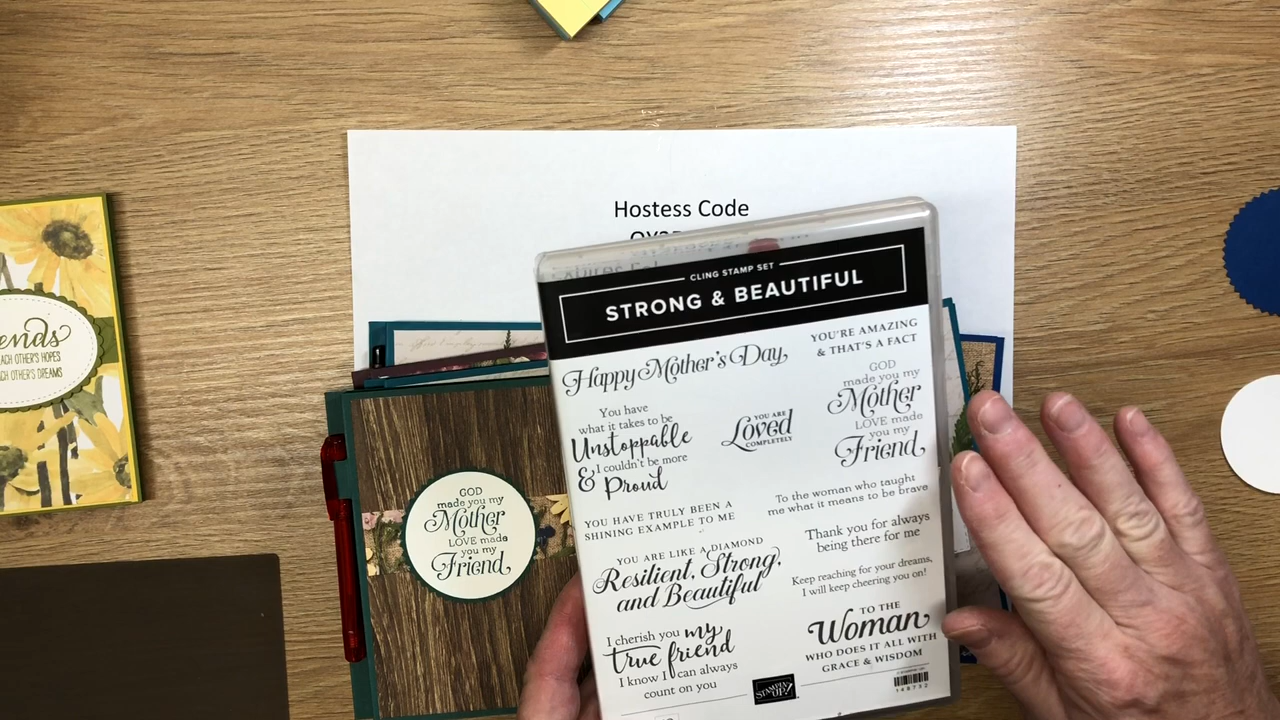 Hostess Code
CLING STAMP SET
STRONG & BEAUTIFUL
Happy Mother's Day
YOU'RE AMAZING
& THAT'S A FACT
You have
what it takes to be
Unstoppable
& I couldn't be more
Proud
YOU ARE
Loved
COMPLETELY
GOD
made you my
Mother
LOVE made
you my
Friend
YOU HAVE TRULY BEEN A
SHINING EXAMPLE TO ME
To the woman who taught
me what it means to be brave
Thank you for always
being there for me
YOU ARE LIKE A DIAMOND
Resilient, Strong,
and Beautiful
Keep reaching for your dreams,
I will keep cheering you on!
I cherish you my
true friend
I know I can always
count on you
TO THE
Woman
WHO DOES IT ALL WITH
GRACE & WISDOM
STAMPIN' UP!
148732
GOD
made you my
Mother
LOVE made
you my
Friend
EACH OTHER'S HOPES
EACH OTHER'S DREAMS